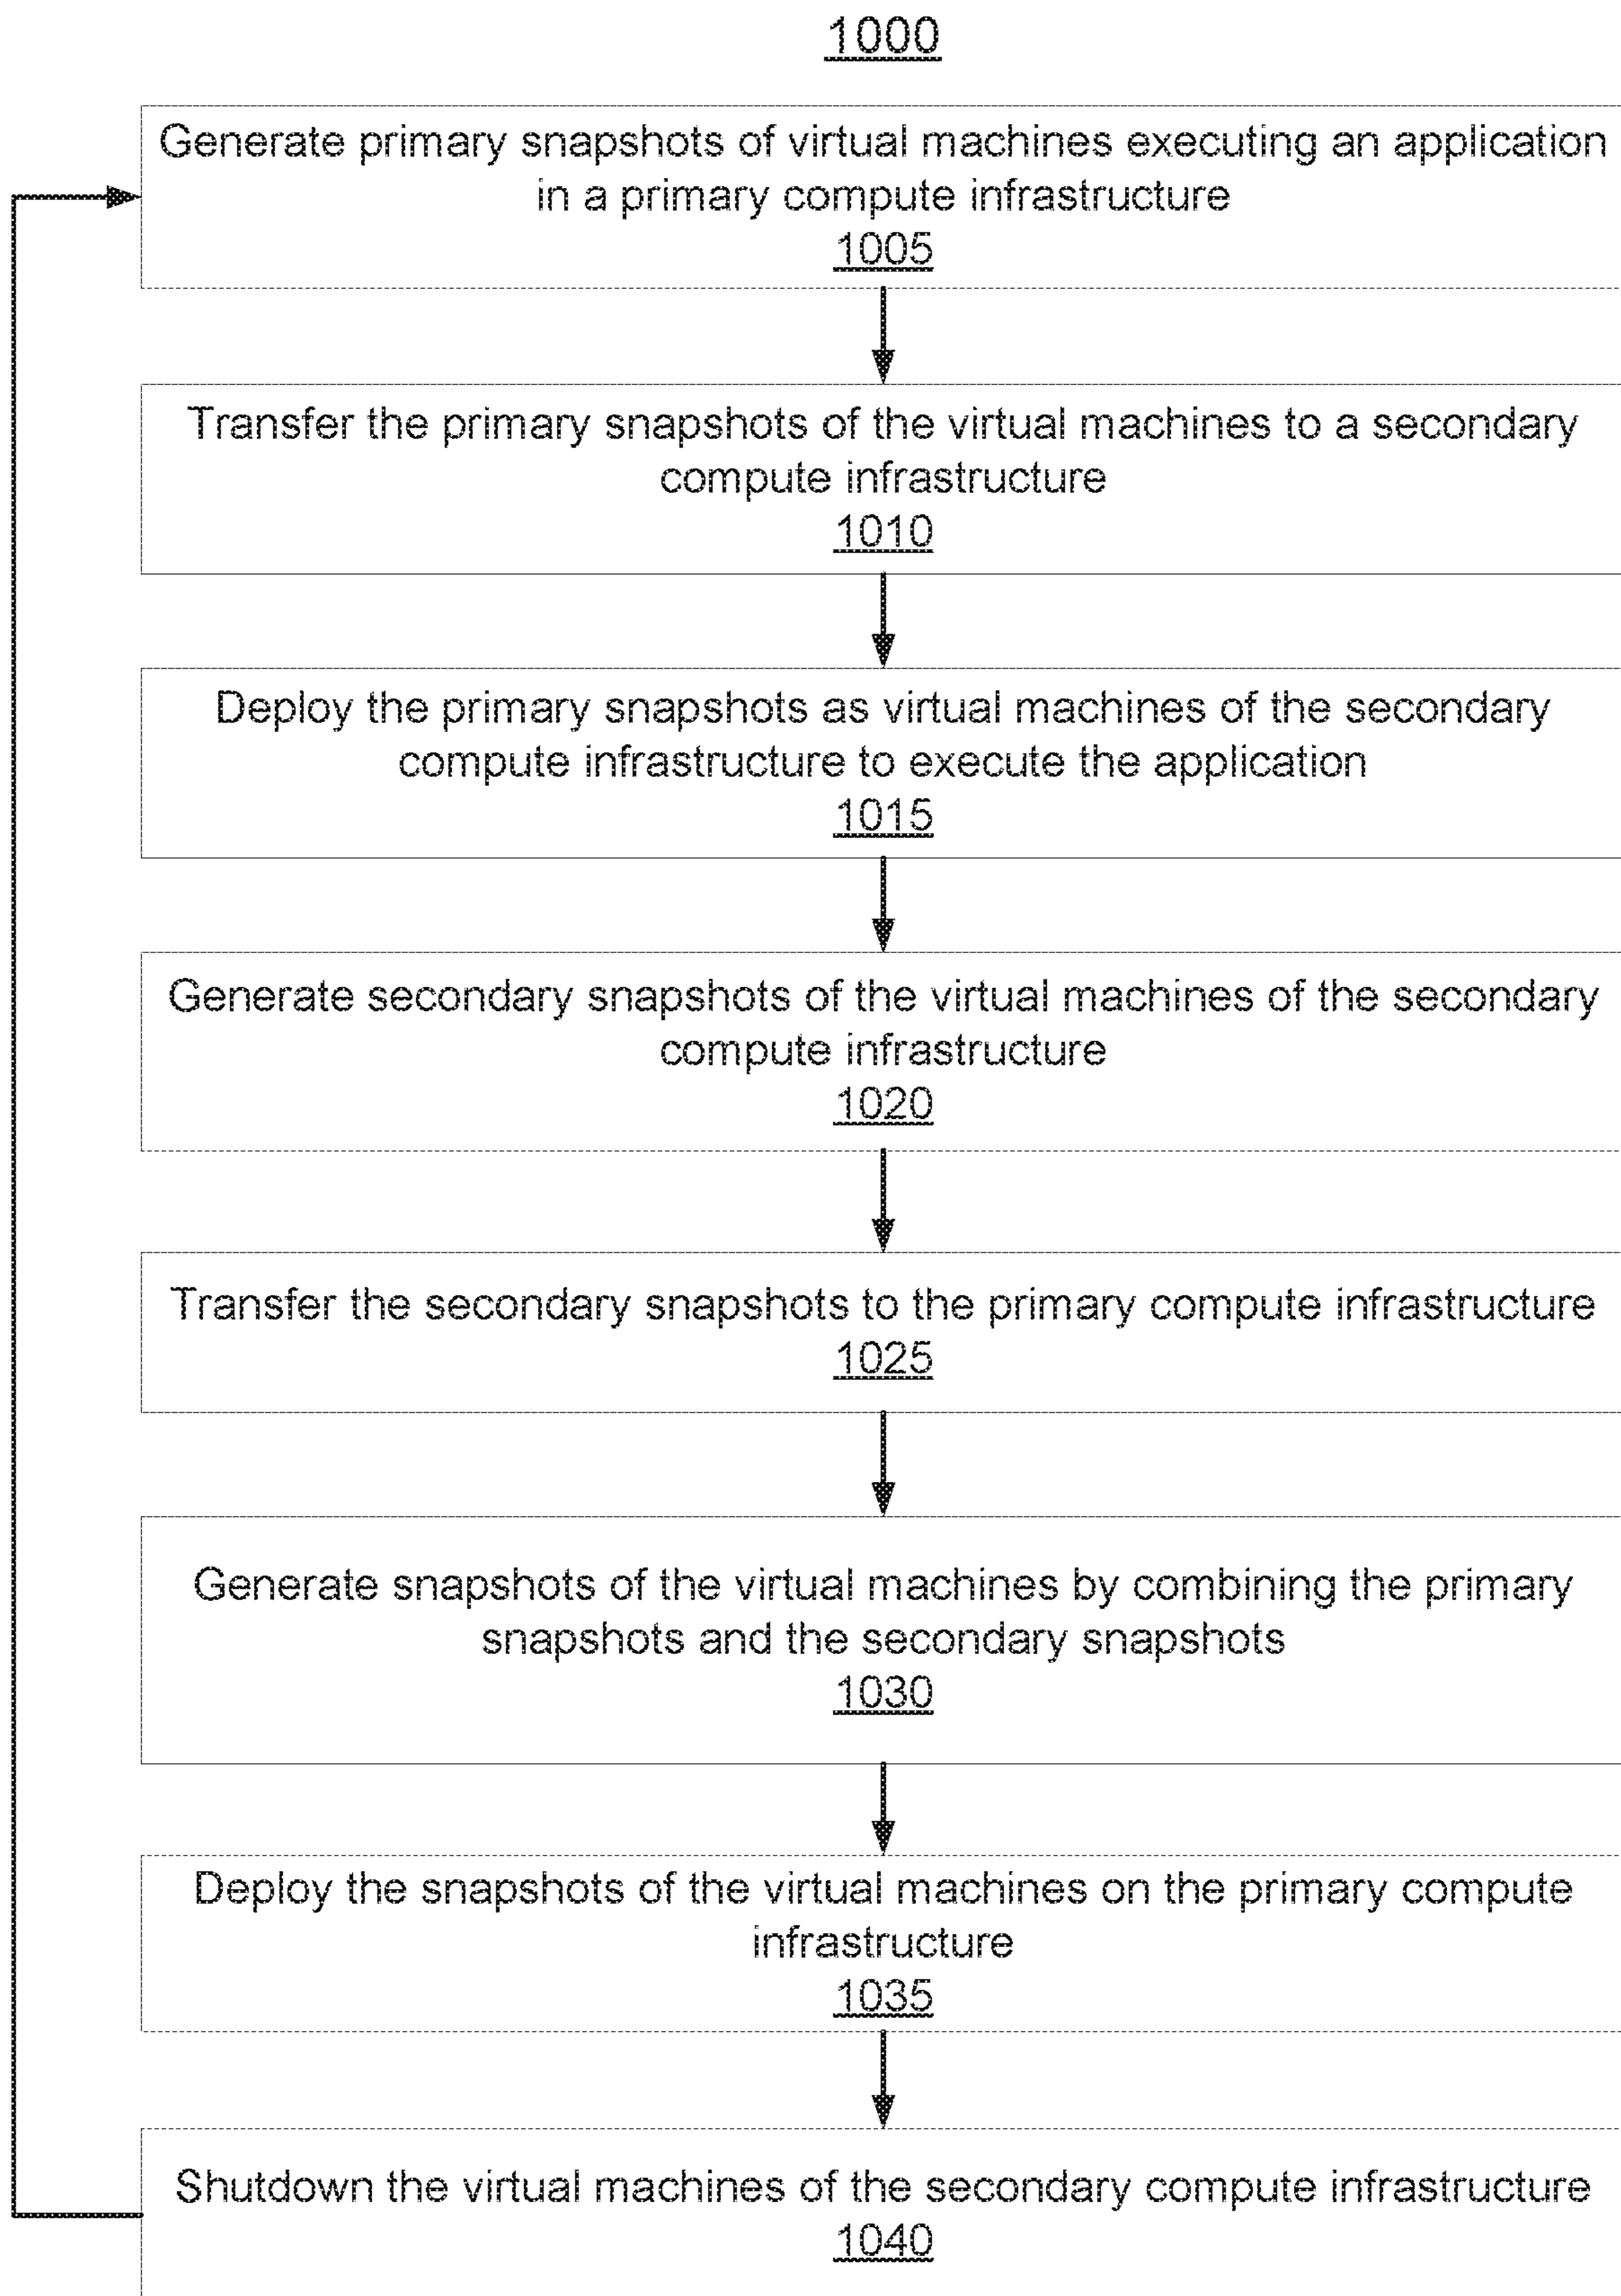 1000
Generate primary snapshots of virtual machines executing an application
in a primary compute infrastructure
1005
Transfer the primary snapshots of the virtual machines to a secondary
compute infrastructure
1010
Deploy the primary snapshots as virtual machines of the secondary
compute infrastructure to execute the application
1015
Generate secondary snapshots of the virtual machines of the secondary
compute infrastructure
1020
Transfer the secondary snapshots to the primary compute infrastructure
1025
Generate snapshots of the virtual machines by combining the primary
snapshots and the secondary snapshots
1030
Deploy the snapshots of the virtual machines on the primary compute
infrastructure
1035
Shutdown the virtual machines of the secondary compute infrastructure
1040